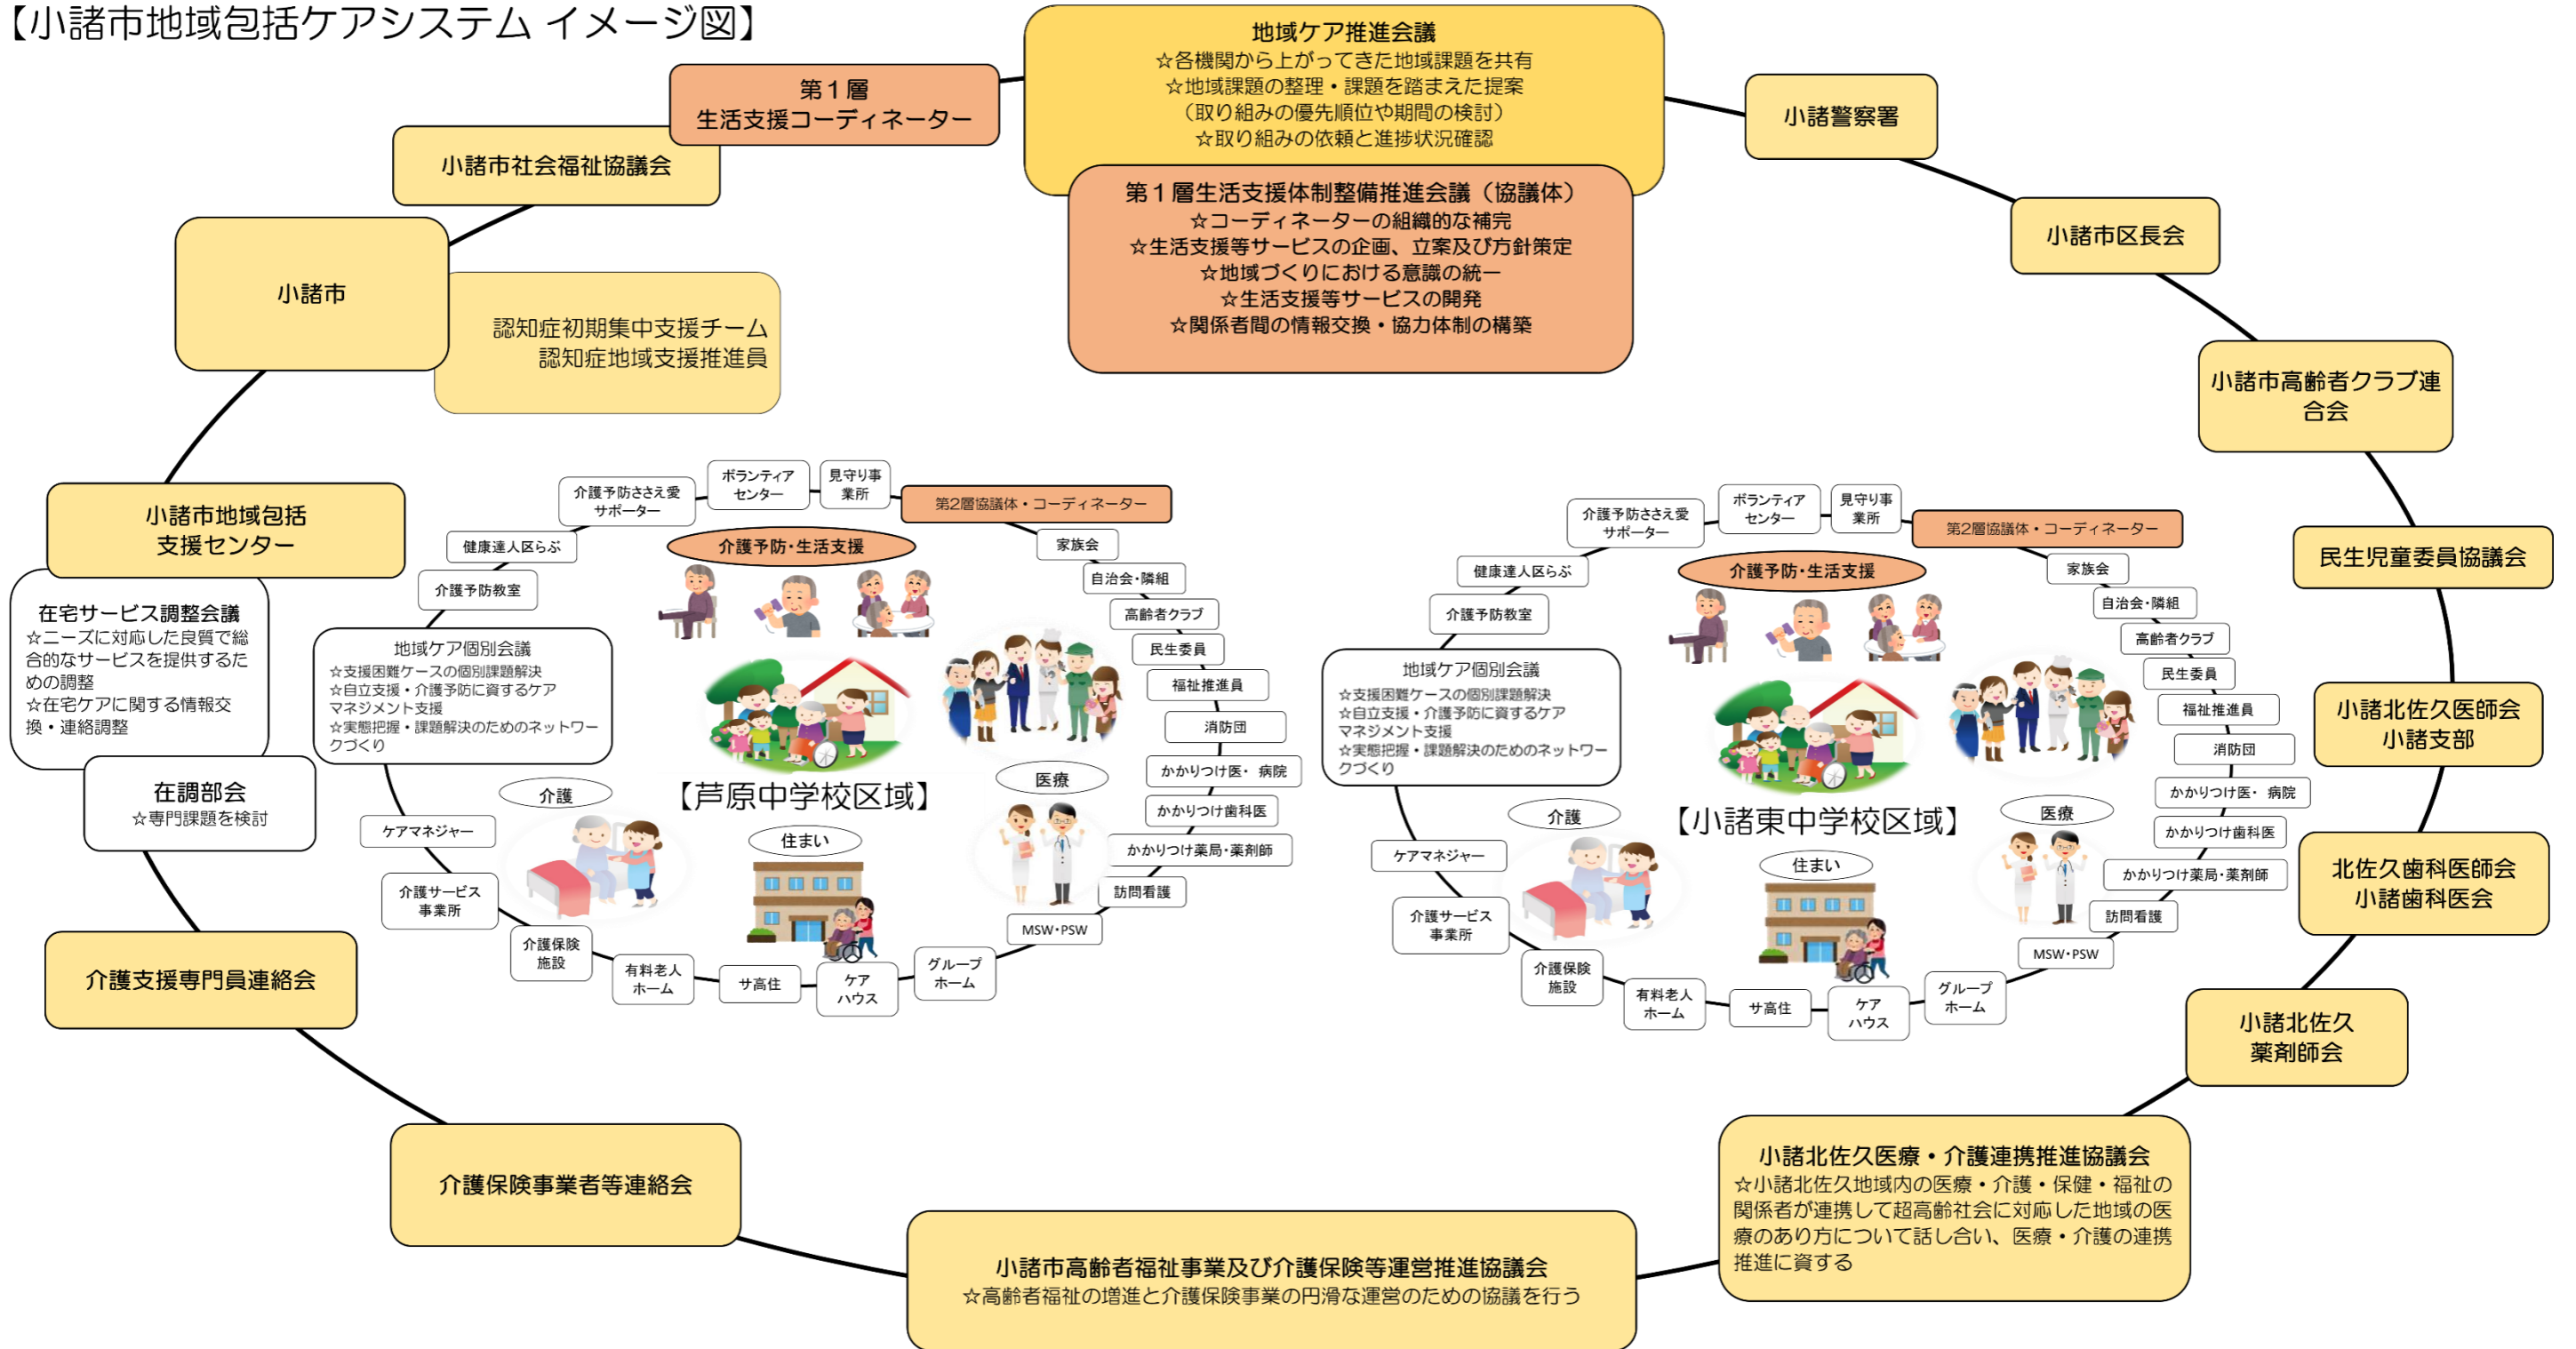 【小諸市地域包括ケアシステム イメージ図】
地域ケア推進会議
☆各機関から上がってきた地域課題を共有
☆地域課題の整理・課題を踏まえた提案
（取り組みの優先順位や期間の検討）
☆取り組みの依頼と進捗状況確認
第１層生活支援体制整備推進会議（協議体）
☆コーディネーターの組織的な補完
☆生活支援等サービスの企画、立案及び方針策定
☆地域づくりにおける意識の統一
☆生活支援等サービスの開発
☆関係者間の情報交換・協力体制の構築
第１層
生活支援コーディネーター
小諸市社会福祉協議会
小諸市
認知症初期集中支援チーム
認知症地域支援推進員
小諸市地域包括
支援センター
在宅サービス調整会議
☆ニーズに対応した良質で総
合的なサービスを提供するた
めの調整
☆在宅ケアに関する情報交
換・連絡調整
在調部会
☆専門課題を検討
介護支援専門員連絡会
介護保険事業者等連絡会
小諸市高齢者福祉事業及び介護保険等運営推進協議会
☆高齢者福祉の増進と介護保険事業の円滑な運営のための協議を行う
小諸北佐久医療・介護連携推進協議会
☆小諸北佐久地域内の医療・介護・保健・福祉の
関係者が連携して超高齢社会に対応した地域の医
療のあり方について話し合い、医療・介護の連携
推進に資する
小諸北佐久
薬剤師会
北佐久歯科医師会
小諸歯科医会
小諸北佐久医師会
小諸支部
民生児童委員協議会
小諸市高齢者クラブ連
合会
小諸市区長会
小諸警察署
介護予防ささえ愛
サポーター
ボランティア
センター
見守り事
業所
第2層協議体・コーディネーター
健康達人区らぶ
介護予防・生活支援
家族会
介護予防教室
自治会・隣組
高齢者クラブ
地域ケア個別会議
☆支援困難ケースの個別課題解決
☆自立支援・介護予防に資するケア
マネジメント支援
☆実態把握・課題解決のためのネットワー
クづくり
民生委員
福祉推進員
消防団
かかりつけ医・ 病院
医療
介護
【芦原中学校区域】
かかりつけ歯科医
ケアマネジャー
住まい
かかりつけ薬局・薬剤師
介護サービス
事業所
訪問看護
MSW・PSW
介護保険
施設
有料老人
ホーム
サ高住
ケア
ハウス
グループ
ホーム
介護予防ささえ愛
サポーター
ボランティア
センター
見守り事
業所
第2層協議体・コーディネーター
健康達人区らぶ
介護予防・生活支援
家族会
介護予防教室
自治会・隣組
高齢者クラブ
地域ケア個別会議
☆支援困難ケースの個別課題解決
☆自立支援・介護予防に資するケア
マネジメント支援
☆実態把握・課題解決のためのネットワー
クづくり
民生委員
福祉推進員
消防団
かかりつけ医・ 病院
医療
介護
【小諸東中学校区域】
かかりつけ歯科医
ケアマネジャー
住まい
かかりつけ薬局・薬剤師
介護サービス
事業所
訪問看護
MSW・PSW
介護保険
施設
有料老人
ホーム
サ高住
ケア
ハウス
グループ
ホーム